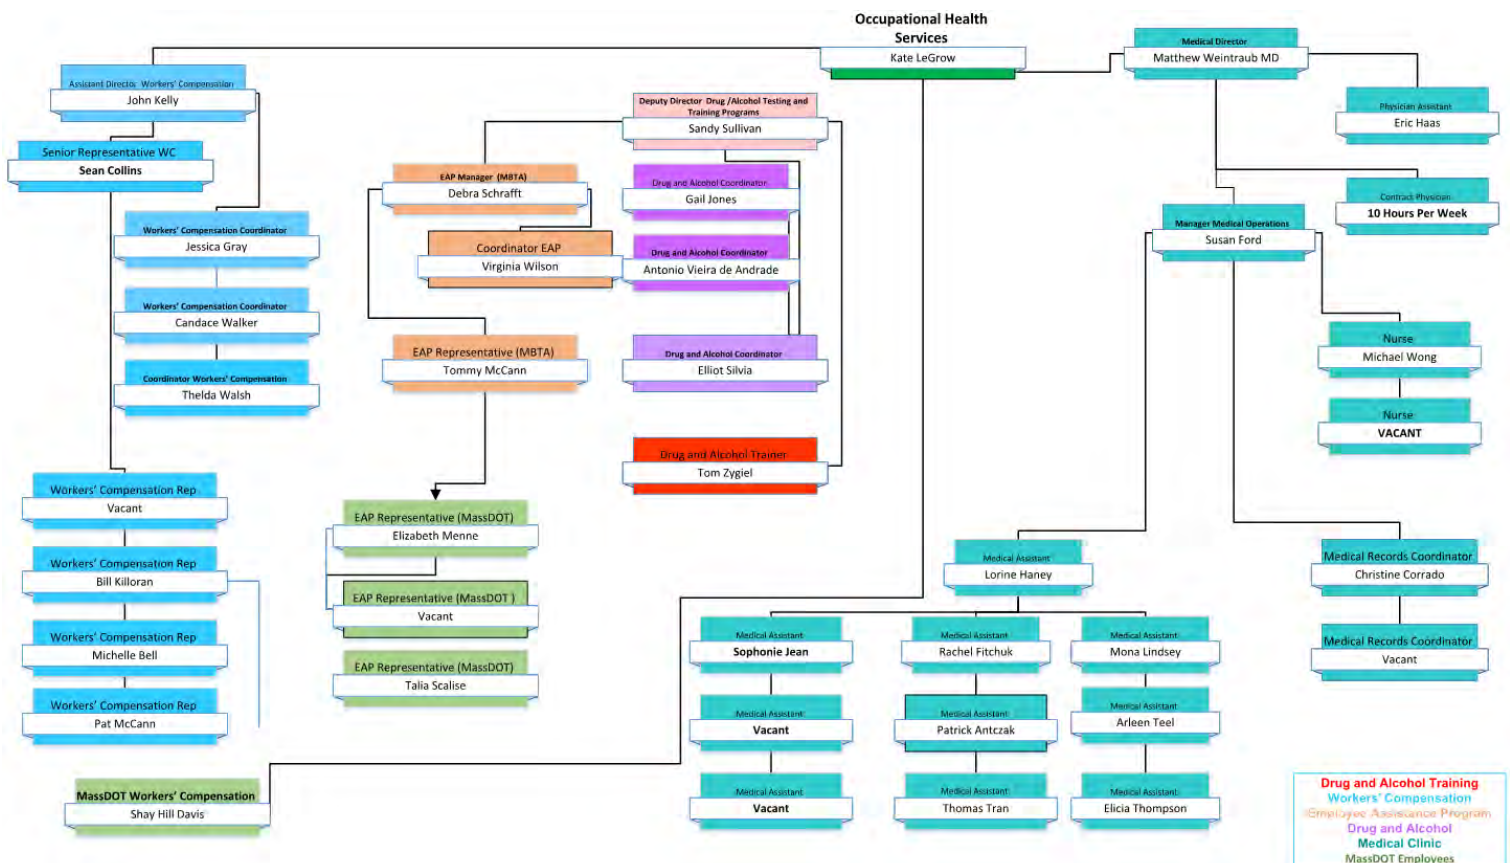 Occupational Health
Services
Kate LeGrow
Medical Director
Matthew Weintraub MD
Physician Assistant
Eric Haas
Contract Physician
10 Hours Per Week
Manager Medical Operations
Susan Ford
Nurse
Michael Wong
Nurse
VACANT
Medical Records Coordinator
Christine Corrado
Medical Records Coordinator
Vacant
Assistant Director Workers' Compensation
John Kelly
Senior Representative WC
Sean Collins
Workers' Compensation Coordinator
Jessica Gray
Workers' Compensation Coordinator
Candace Walker
Coordinator Workers' Compensation
Thelda Walsh
Workers' Compensation Rep
Vacant
Workers' Compensation Rep
Bill Killoran
Workers' Compensation Rep
Michelle Bell
Workers' Compensation Rep
Pat McCann
MassDOT Workers' Compensation
Shay Hill Davis
Deputy Director Drug /Alcohol Testing and
Training Programs
Sandy Sullivan
EAP Manager (MBTA)
Debra Schrafft
Coordinator EAP
Virginia Wilson
EAP Representative (MBTA)
Tommy McCann
EAP Representative (MassDOT)
Elizabeth Menne
EAP Representative (MassDOT )
Vacant
EAP Representative (MassDOT)
Talia Scalise
Drug and Alcohol Coordinator
Gail Jones
Drug and Alcohol Coordinator
Antonio Vieira de Andrade
Drug and Alcohol Coordinator
Elliot Silvia
Drug and Alcohol Trainer
Tom Zygiel
Medical Assistant
Lorine Haney
Medical Assistant
Sophonie Jean
Medical Assistant
Vacant
Medical Assistant
Vacant
Medical Assistant
Rachel Fitchuk
Medical Assistant
Patrick Antczak
Medical Assistant
Thomas Tran
Medical Assistant
Mona Lindsey
Medical Assistant
Arleen Teel
Medical Assistant
Elicia Thompson
Drug and Alcohol Training
Workers' Compensation
Employee Assistance Program
Drug and Alcohol
Medical Clinic
MassDOT Employees